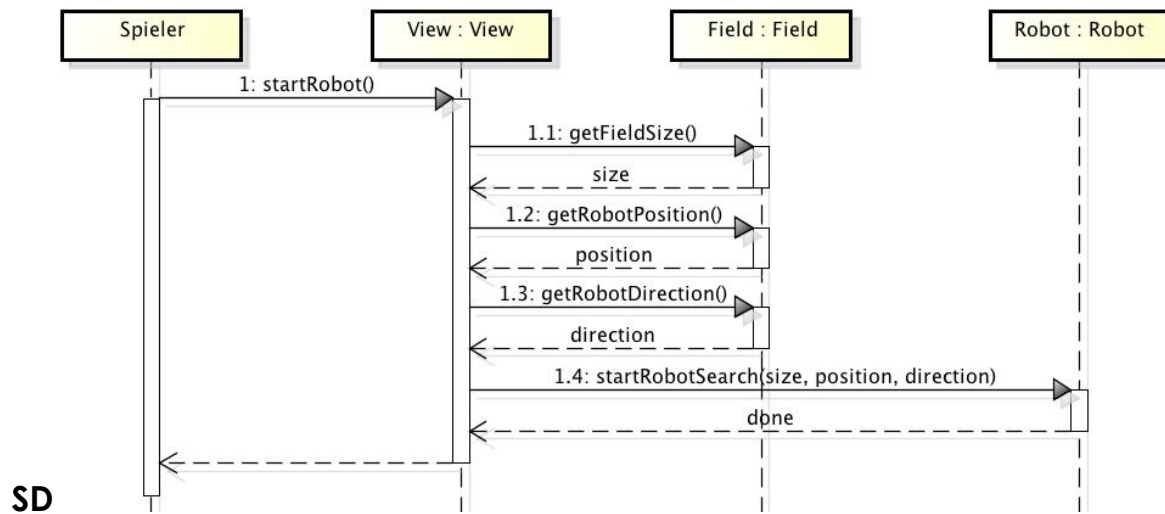 Spieler
View : View
Field : Field
Robot : Robot
1: startRobot()
1.1: getFieldSize()
size
1.2: getRobotPosition()
position
1.3: getRobotDirection()
direction
1.4: startRobotSearch(size, position, direction)
done
SD